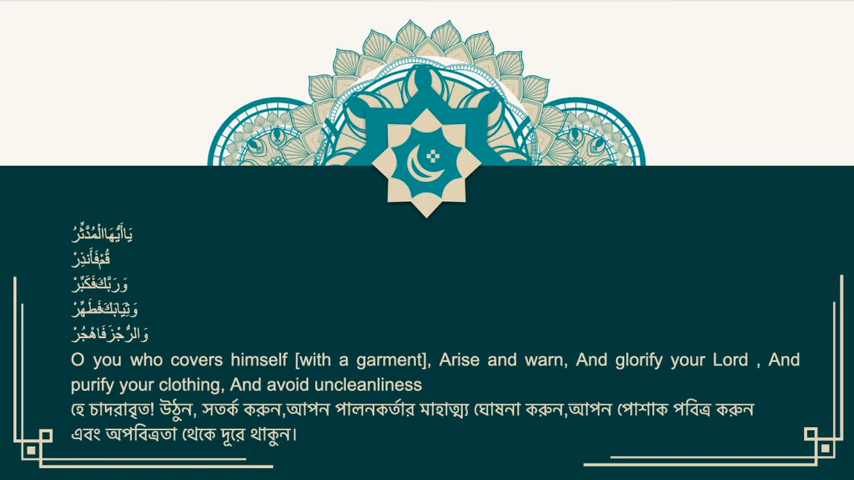 يَاأَيُّهَاالْمُدَّثِّرُ
قُمْفَأَنذِرْ
وَرَبَّكَفَكَبِّرْ
وَثِيَابَكَفَطَهِّرْ
وَالرُّجْزَفَاهْجُرْ
O you who covers himself [with a garment], Arise and warn, And glorify your Lord , And
purify your clothing, And avoid uncleanliness
হে চাদরাবৃত! উঠুন, সতর্ক করুন,আপন পালনকর্তার মাহাত্ম্য ঘোষনা করুন,আপন পোশাক পবিত্র করুন
এবং অপবিত্রতা থেকে দূরে থাকুন।